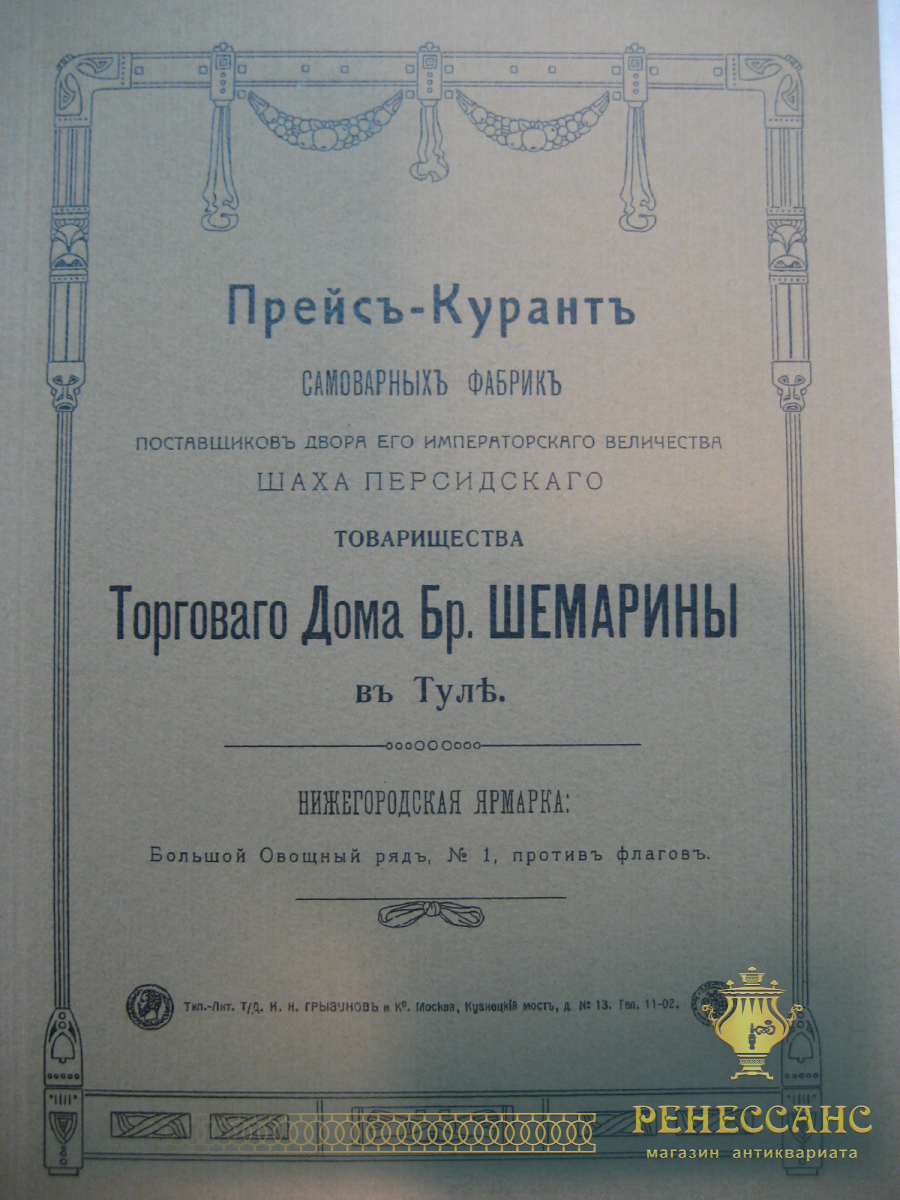 Прейсъ-Курантъ
САМОВАРНЫХЪ ФАБРИКЪ
ПОСТАВЩИКОВЪ ДВОРА ЕГО ИМПЕРАТОРСКАГО ВЕЛИЧЕСТВА
ШАХА ПЕРСИДСКАГО
ТОВАРИЩЕСТВА
Торговаго Дома Бр. ШЕМАРИНЫ
въ Тулѣ.
НИЖЕГОРОДСКАЯ ЯРМАРКА:
Большой Овощный рядъ, № 1, противъ флаговъ.
Тип.-Лит. Т/Д. И. Н. ГРЫЗУНОВЪ и Ко. Москва, Кузнецкій мостъ, д. № 13. Тел. 11-02.
РЕНЕССАНС
магазин антиквариата